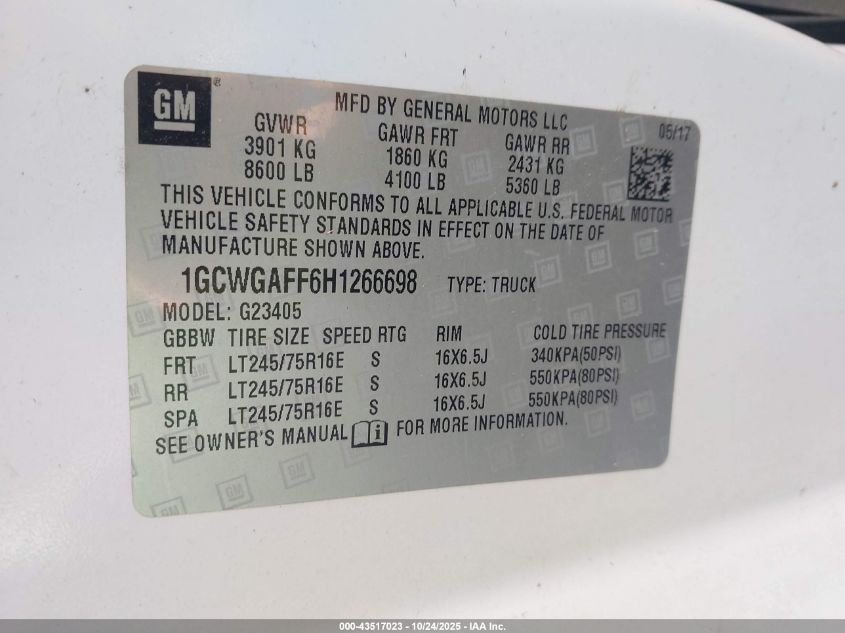 GM ®
MFD BY GENERAL MOTORS LLC
05/17
GVWR GAWR FRT GAWR RR
3901 KG 1860 KG 2431 KG
8600 LB 4100 LB 5360 LB
THIS VEHICLE CONFORMS TO ALL APPLICABLE U.S. FEDERAL MOTOR
VEHICLE SAFETY STANDARDS IN EFFECT ON THE DATE OF
MANUFACTURE SHOWN ABOVE.
1GCWGAFF6H1266698 TYPE: TRUCK
MODEL: G23405
GBBW TIRE SIZE SPEED RTG RIM COLD TIRE PRESSURE
FRT LT245/75R16E S 16X6.5J 340KPA(50PSI)
RR LT245/75R16E S 16X6.5J 550KPA(80PSI)
SPA LT245/75R16E S 16X6.5J 550KPA(80PSI)
SEE OWNER'S MANUAL i FOR MORE INFORMATION.
000-43517023 - 10/24/2025 - IAA Inc.